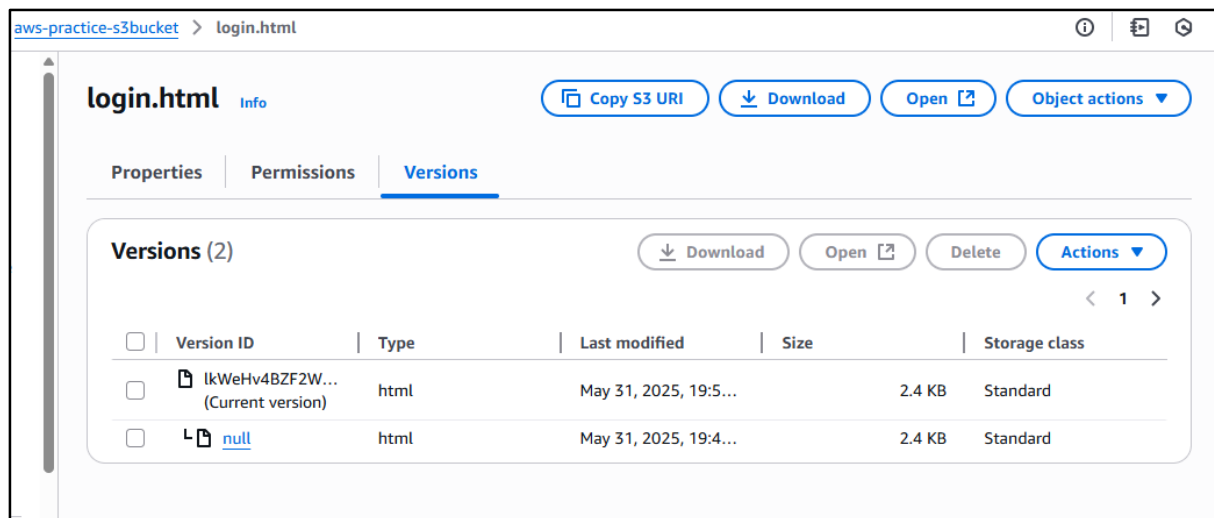 aws-practice-s3bucket > login.html
login.html Info Copy S3 URI Download Open Object actions
Properties Permissions Versions
Versions (2) Download Open Delete Actions
1
Version ID Type Last modified Size Storage class
lkWeHv4BZF2W... (Current version) html May 31, 2025, 19:5... 2.4 KB Standard
null html May 31, 2025, 19:4... 2.4 KB Standard